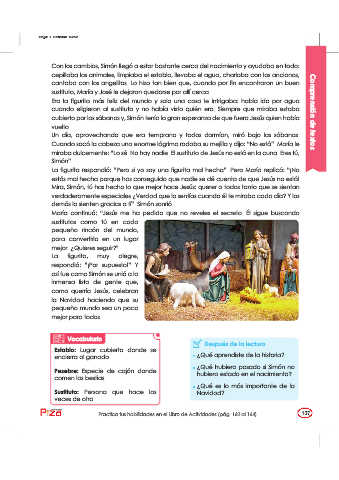 Con los cambios, Simón llegó a estar bastante cerca del nacimiento y ayudaba en todo:
cepillaba los animales, limpiaba el establo, llevaba el agua, charlaba con los ancianos,
cantaba con los angelitos. Lo hizo tan bien que, cuando por fin encontraron un buen
sustituto, María y José le dejaron quedarse por allí cerca.
Era la figurita más feliz del mundo y solo una cosa le intrigaba: había ido por agua
cuando eligieron al sustituto y no había visto quién era. Siempre que miraba estaba
cubierto por las sábanas y, Simón tenía la gran esperanza de que fuera Jesús quien había
vuelto.
Un día, aprovechando que era temprano y todos dormían, miró bajo las sábanas.
Cuando sacó la cabeza una enorme lágrima rodaba su mejilla y dijo: "No está". María le
miraba dulcemente: "Lo sé. No hay nadie. El sustituto de Jesús no está en la cuna. Eres tú,
Simón".
La figurita respondió: "Pero si yo soy una figurita mal hecha". Pero María replicó: "¡No
estás mal hecho porque has conseguido que nadie se dé cuenta de que Jesús no está!
Mira, Simón, tú has hecho lo que mejor hace Jesús: querer a todos tanto que se sientan
verdaderamente especiales ¿Verdad que lo sentías cuando él te miraba cada día? Y los
demás lo sienten gracias a ti". Simón sonrió.
María continuó: "Jesús me ha pedido que no reveles el secreto. Él sigue buscando
sustitutos como tú en cada
pequeño rincón del mundo,
para convertirlo en un lugar
mejor. ¿Quieres seguir?"
La figurita, muy alegre,
respondió: "¡Por supuesto!" Y
así fue como Simón se unió a la
inmensa lista de gente que,
como quería Jesús, celebran
la Navidad haciendo que su
pequeño mundo sea un poco
mejor para todos.
Comprensión de textos
Vocabulario
Establo: Lugar cubierto donde se
encierra al ganado.
Pesebre: Especie de cajón donde
comen las bestias.
Sustituto: Persona que hace las
veces de otra.
Después de la lectura
¿Qué aprendiste de la historia?
¿Qué hubiera pasado si Simón no
hubiera estado en el nacimiento?
¿Qué es lo más importante de la
Navidad?
Practica tus habilidades en el Libro de Actividades (pág. 163 al 164)